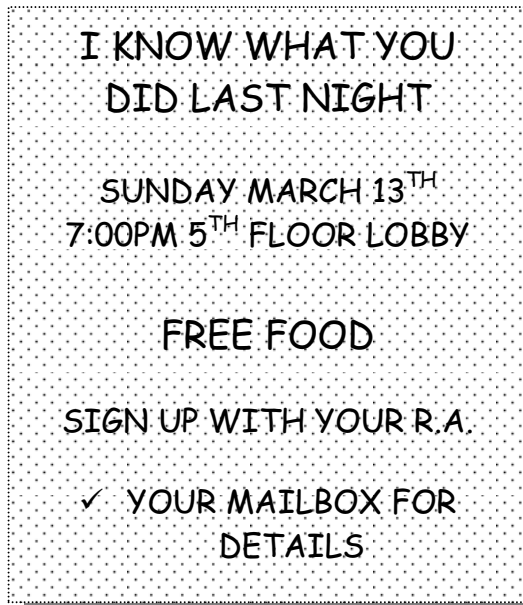 I KNOW WHAT YOU
DID LAST NIGHT
SUNDAY MARCH 13TH
7:00PM 5TH FLOOR LOBBY
FREE FOOD
SIGN UP WITH YOUR R.A.
✓ YOUR MAILBOX FOR
DETAILS